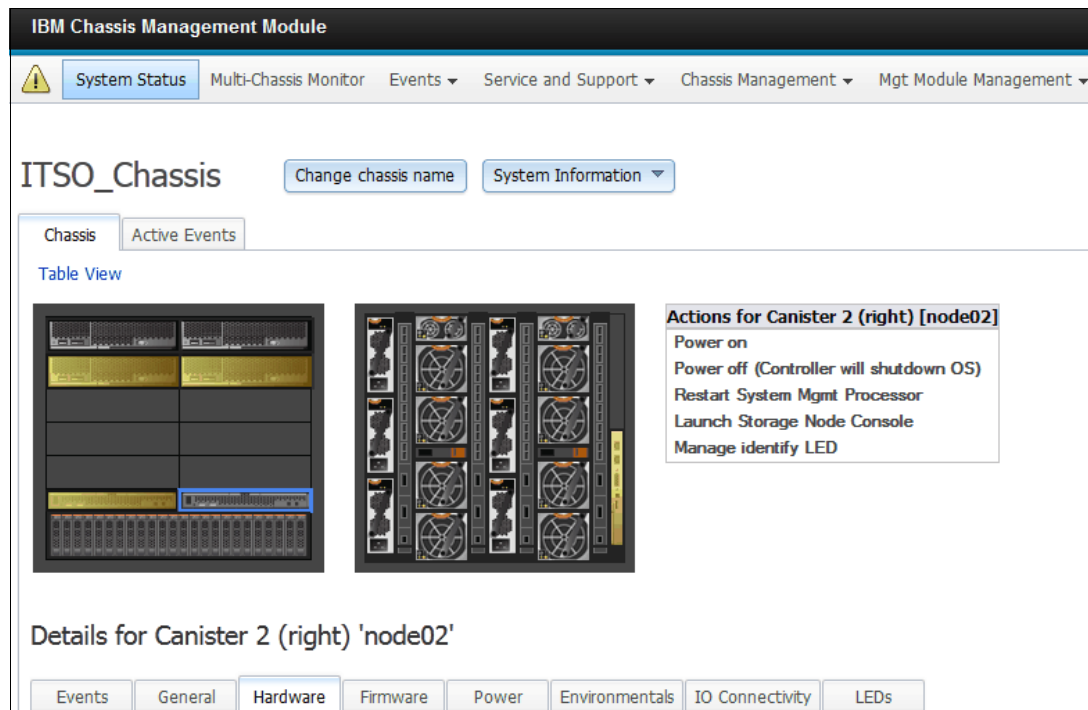 IBM Chassis Management Module
System Status Multi-Chassis Monitor Events Service and Support Chassis Management Mgt Module Management
ITSO_Chassis Change chassis name System Information
Chassis Active Events
Table View
Actions for Canister 2 (right) [node02]
Power on
Power off (Controller will shutdown OS)
Restart System Mgmt Processor
Launch Storage Node Console
Manage identify LED
Details for Canister 2 (right) 'node02'
Events General Hardware Firmware Power Environmentals IO Connectivity LEDs